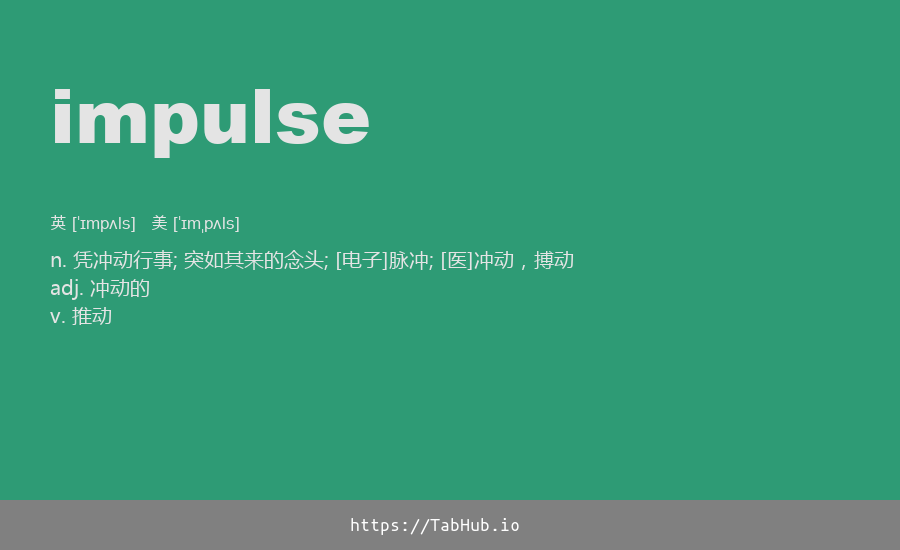 impulse
英 [ˈɪmpʌls] 美 [ˈɪmˌpʌls]
n. 凭冲动行事; 突如其来的念头; [电子]脉冲; [医]冲动，搏动
adj. 冲动的
v. 推动
https://TabHub.io